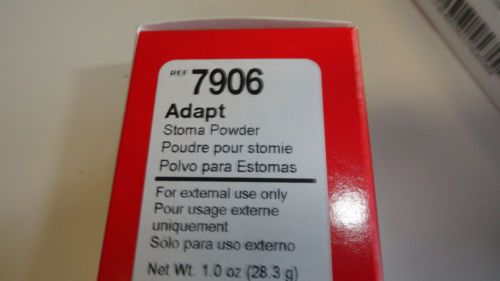 REF 7906
Adapt
Stoma Powder
Poudre pour stomie
Polvo para Estomas
For external use only
Pour usage externe
uniquement
Sólo para uso externo
Net Wt. 1.0 oz (28.3 g)